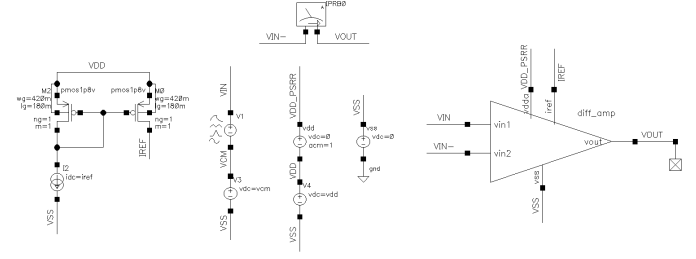 IPRB0
VIN-
VOUT
VDD
M2
pmos1p8v
pmos1p8v
M0
wg=420m
lg=180m
wg=420m
lg=180m
ng=1
m=1
ng=1
m=1
IREF
I2
idc=iref
VSS
VIN
V1
VCM
V3
vdc=vcm
VSS
VDD_PSRR
vdd
vdc=0
acm=1
VDD
V4
vdc=vdd
VSS
VSS
vss
vdc=0
gnd
VDD_PSRR
IREF
vdda
iref
diff_amp
VIN
vin1
VIN-
vin2
vout
VOUT
vss
VSS